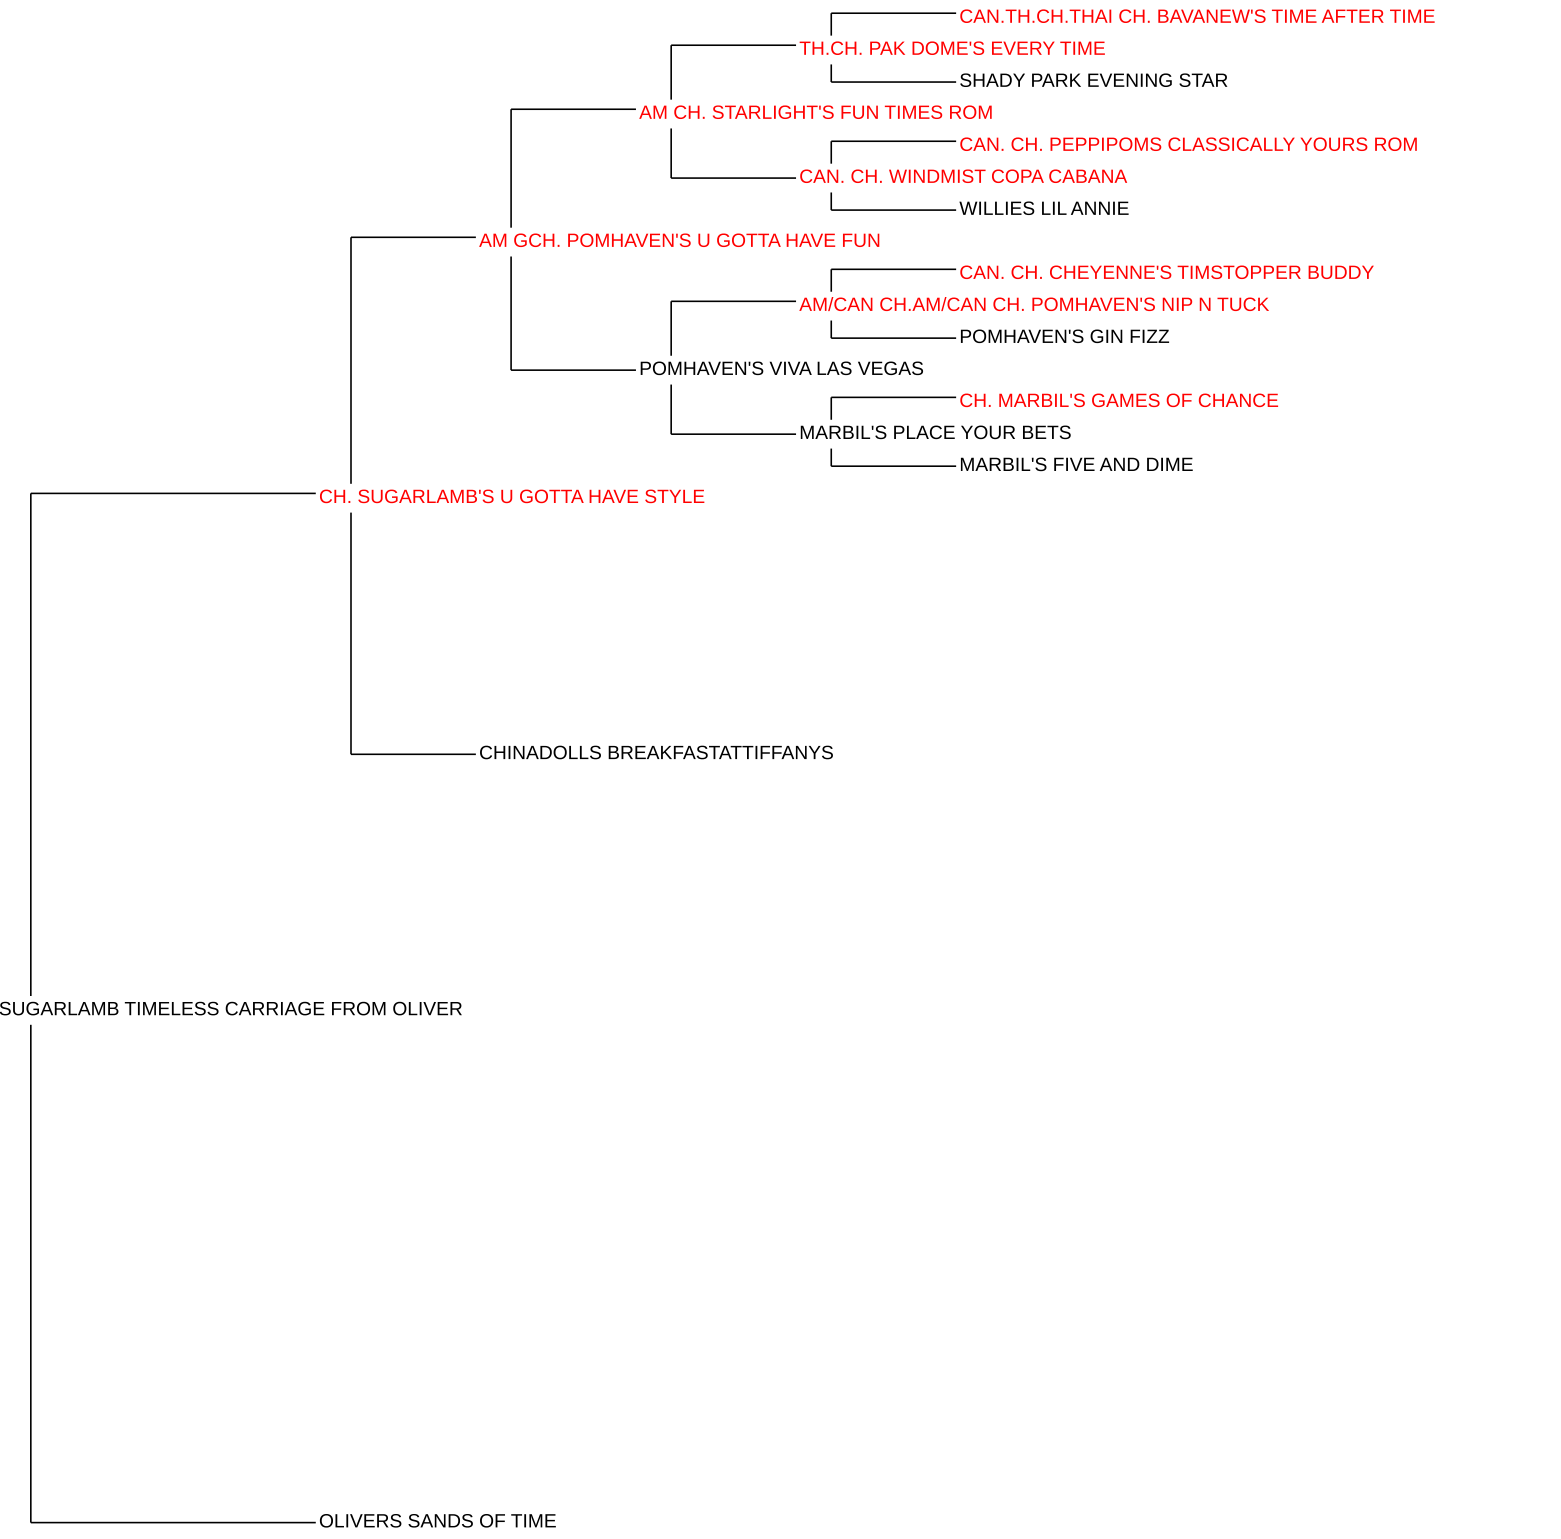 CAN.TH.CH.THAI CH. BAVANEW'S TIME AFTER TIME
TH.CH. PAK DOME'S EVERY TIME
SHADY PARK EVENING STAR
AM CH. STARLIGHT'S FUN TIMES ROM
CAN. CH. PEPPIPOMS CLASSICALLY YOURS ROM
CAN. CH. WINDMIST COPA CABANA
WILLIES LIL ANNIE
AM GCH. POMHAVEN'S U GOTTA HAVE FUN
CAN. CH. CHEYENNE'S TIMSTOPPER BUDDY
AM/CAN CH.AM/CAN CH. POMHAVEN'S NIP N TUCK
POMHAVEN'S GIN FIZZ
POMHAVEN'S VIVA LAS VEGAS
CH. MARBIL'S GAMES OF CHANCE
MARBIL'S PLACE YOUR BETS
MARBIL'S FIVE AND DIME
CH. SUGARLAMB'S U GOTTA HAVE STYLE
CHINADOLLS BREAKFASTATTIFFANYS
SUGARLAMB TIMELESS CARRIAGE FROM OLIVER
OLIVERS SANDS OF TIME